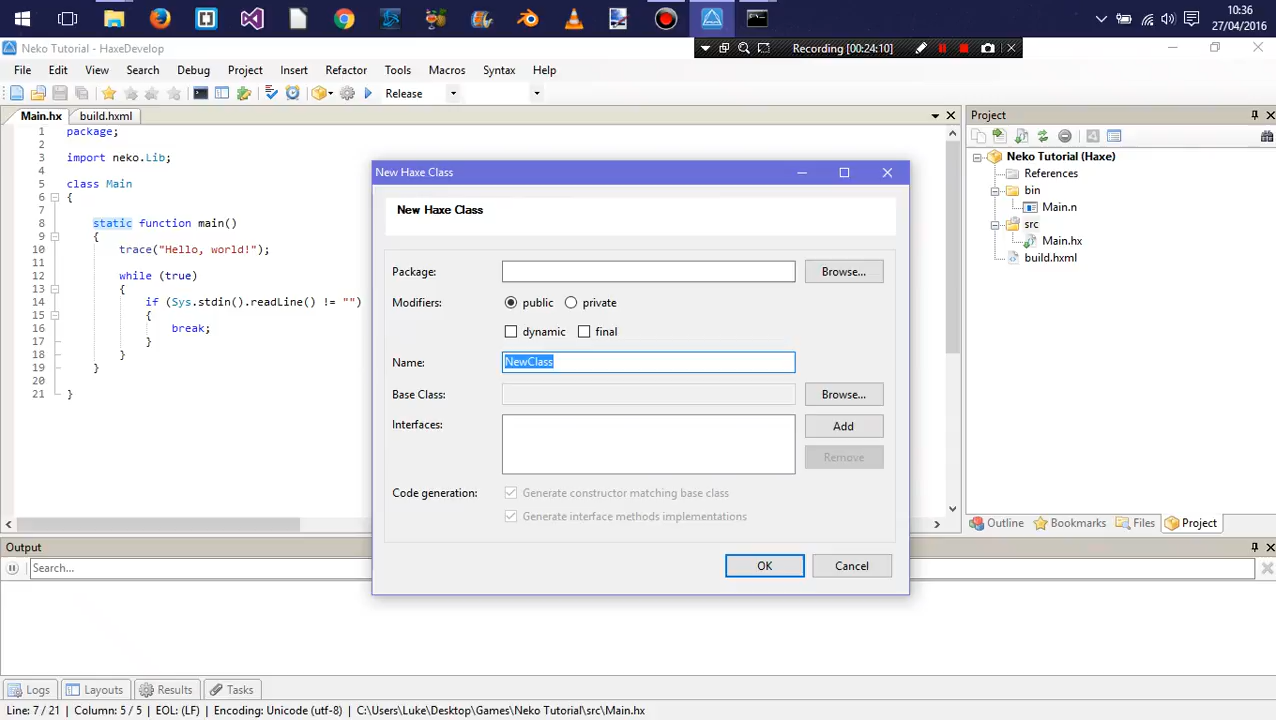 10:36
27/04/2016
Neko Tutorial - HaxeDevelop
Recording [00:24:10]
File Edit View Search Debug Project Insert Refactor Tools Macros Syntax Help
Release
Main.hx build.hxml
1 package;
2
3 import neko.Lib;
4
5 class Main
6 {
7
8 static function main()
9 {
10 trace("Hello, world!");
11
12 while (true)
13 {
14 if (Sys.stdin().readLine() != "")
15 {
16 break;
17 }
18 }
19 }
20
21 }
New Haxe Class
New Haxe Class
Package: Browse...
Modifiers: public private
dynamic final
Name: NewClass
Base Class: Browse...
Interfaces: Add
Remove
Code generation: Generate constructor matching base class
Generate interface methods implementations
OK Cancel
Project
Neko Tutorial (Haxe)
References
bin
Main.n
src
Main.hx
build.hxml
Outline Bookmarks Files Project
Output
Search...
Logs Layouts Results Tasks
Line: 7 / 21 | Column: 5 / 5 | EOL: (LF) | Encoding: Unicode (utf-8) | C:\Users\Luke\Desktop\Games\Neko Tutorial\src\Main.hx